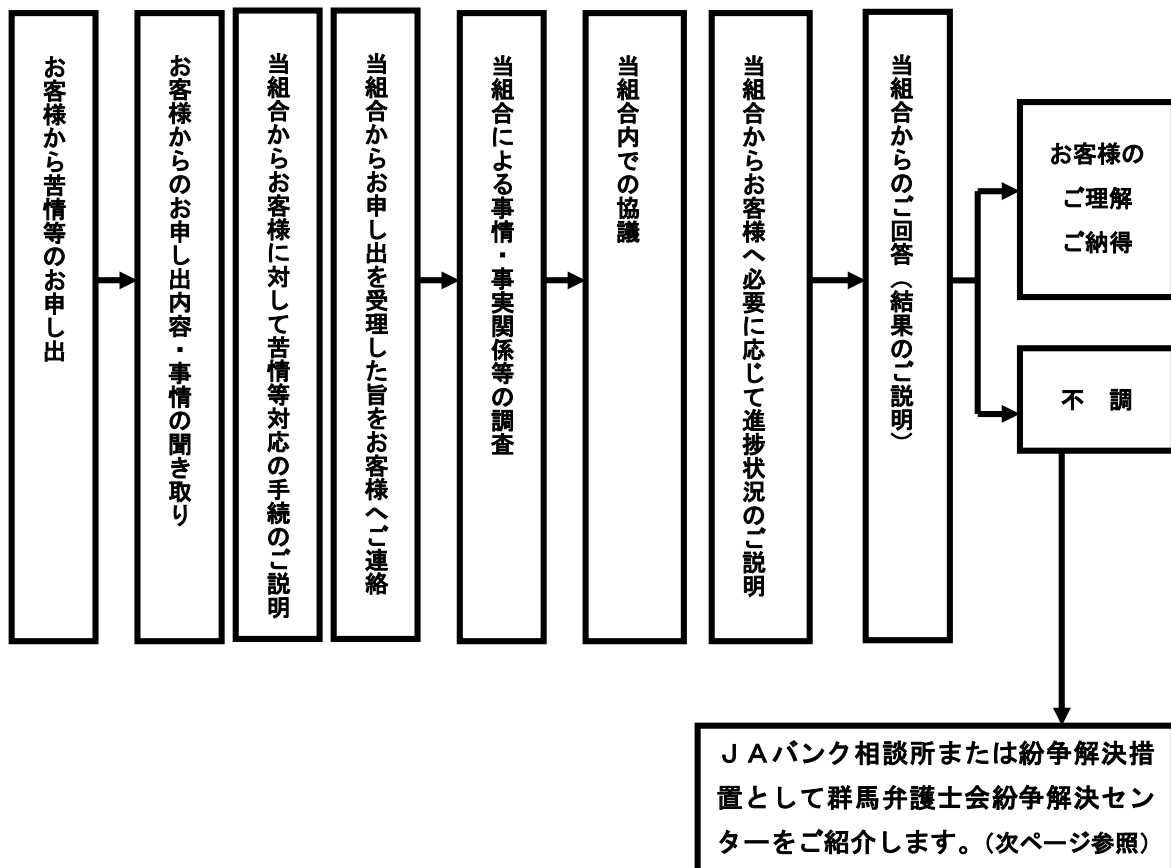 お客様から苦情等のお申し出
お客様からのお申し出内容・事情の聞き取り
当組合からお客様に対して苦情等対応の手続のご説明
当組合からお申し出を受理した旨をお客様へご連絡
当組合による事情・事実関係等の調査
当組合内での協議
当組合からお客様へ必要に応じて進捗状況のご説明
当組合からのご回答（結果のご説明）
お客様の
ご理解
ご納得
不　調
ＪＡバンク相談所または紛争解決措
置として群馬弁護士会紛争解決セン
ターをご紹介します。（次ページ参照）